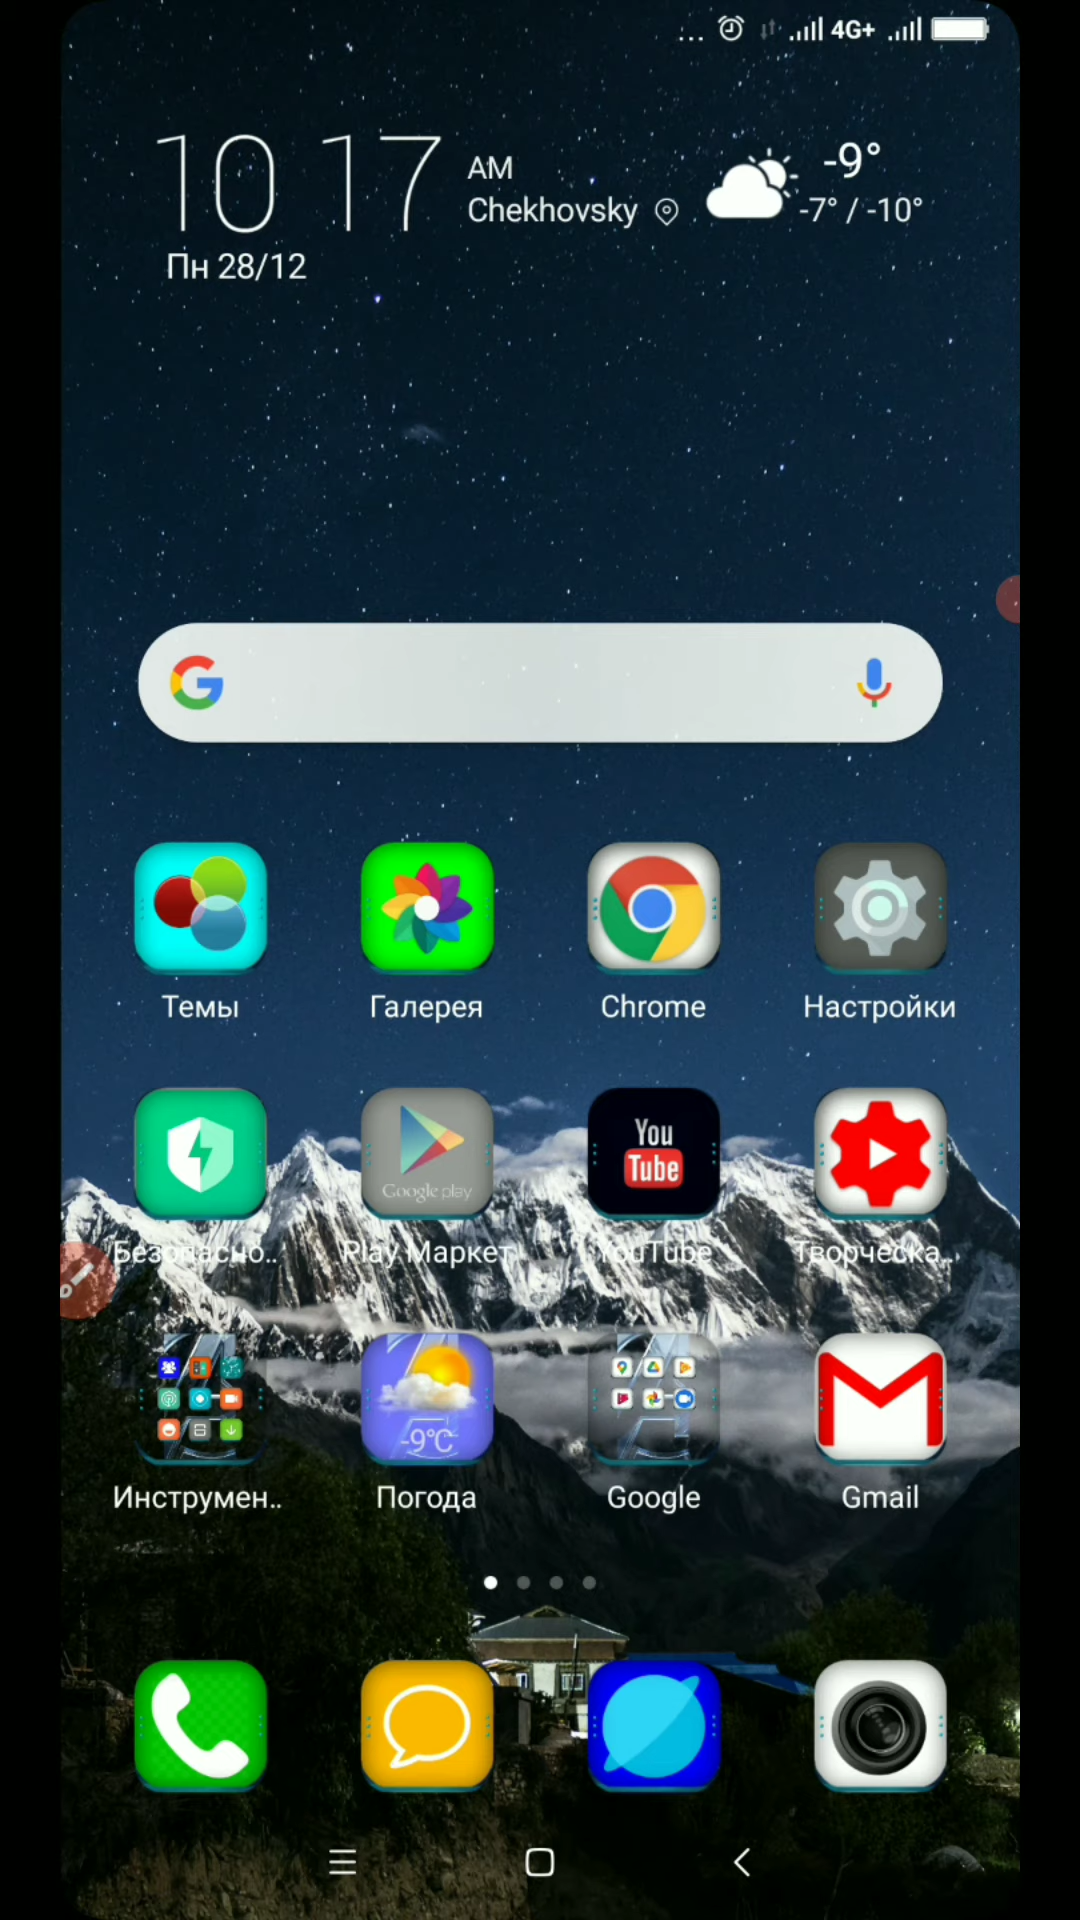 ... 4G+
10 17 AM
Chekhovsky
-9°
-7° / -10°
Пн 28/12
Темы
Галерея
Chrome
Настройки
Google play
You
Tube
Безопасно..
Play Маркет
YouTube
Творческа..
-9°C
Инструмен..
Погода
Google
Gmail